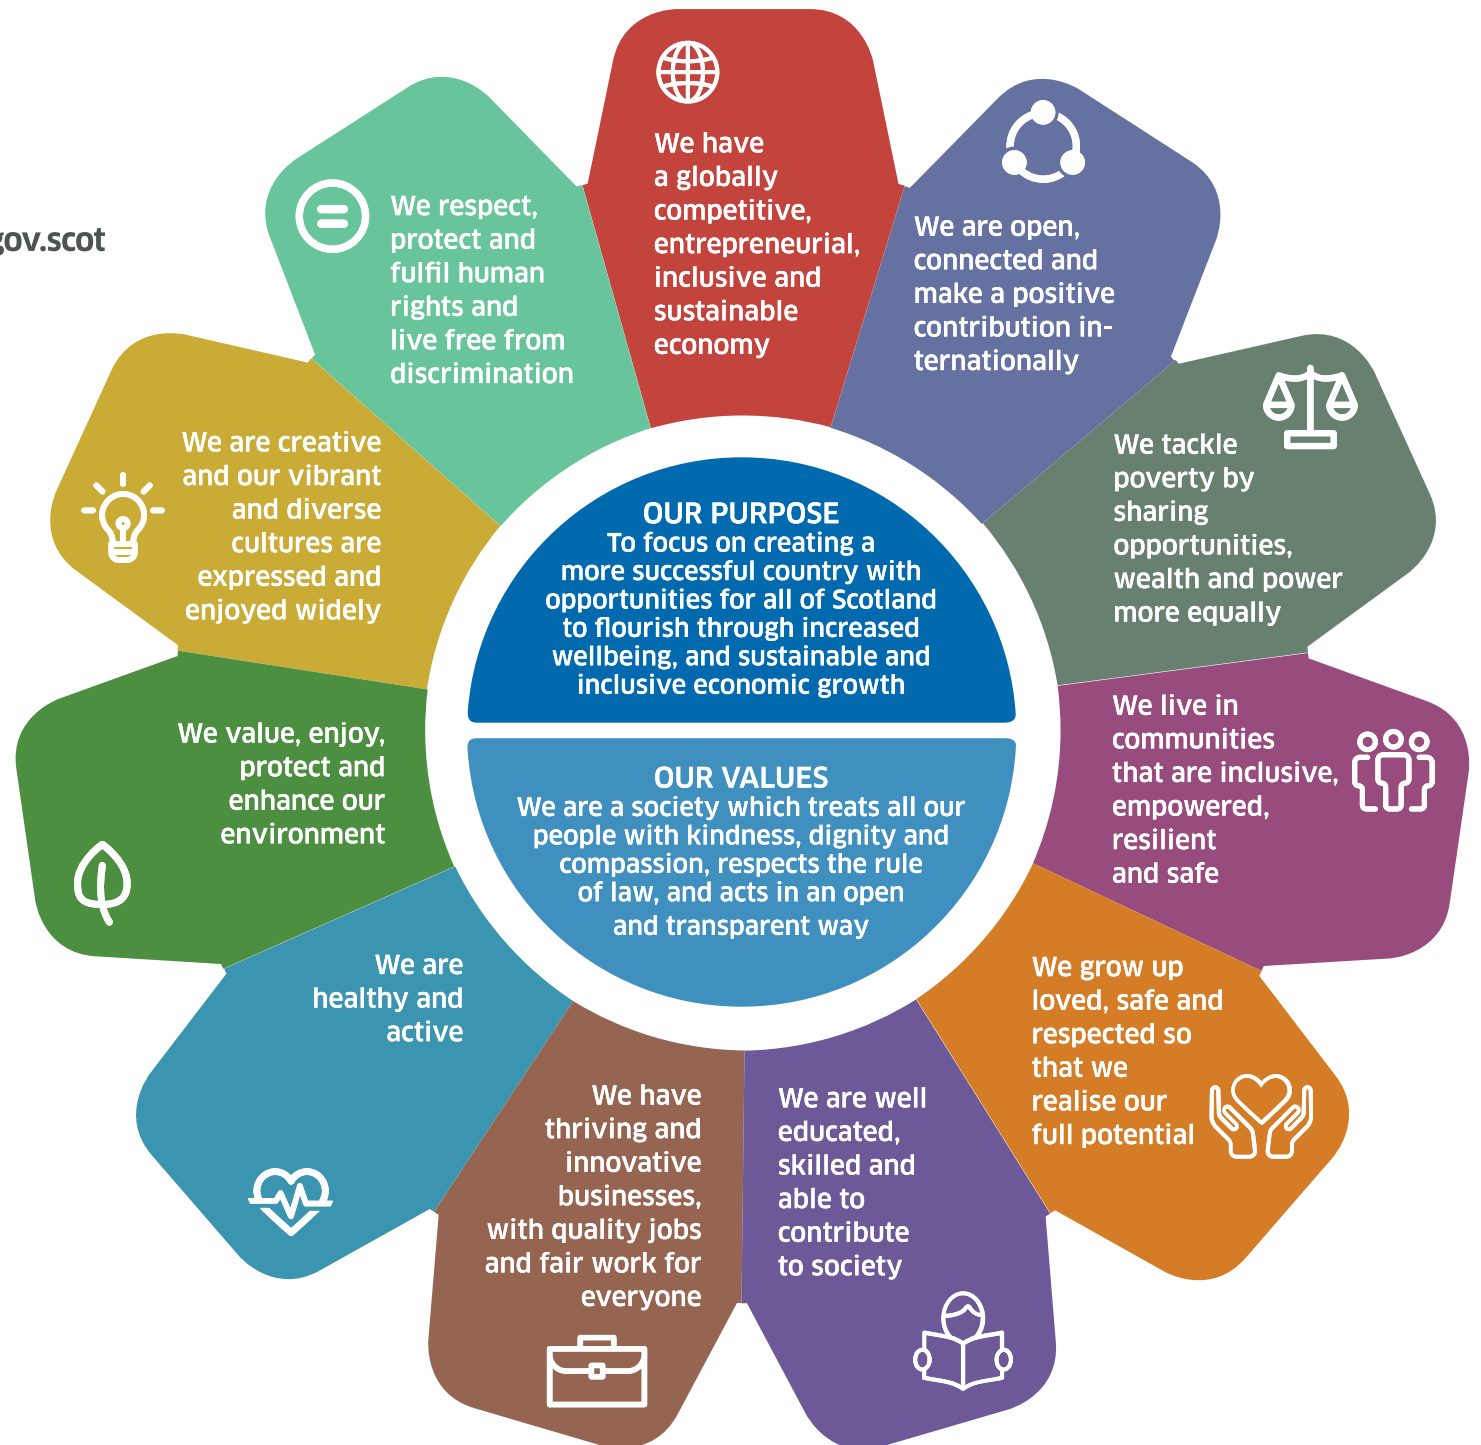 gov.scot
We have
a globally
competitive,
entrepreneurial,
inclusive and
sustainable
economy
We are open,
connected and
make a positive
contribution in-
ternationally
We tackle
poverty by
sharing
opportunities,
wealth and power
more equally
We live in
communities
that are inclusive,
empowered,
resilient
and safe
We grow up
loved, safe and
respected so
that we
realise our
full potential
We are well
educated,
skilled and
able to
contribute
to society
We have
thriving and
innovative
businesses,
with quality jobs
and fair work for
everyone
We are
healthy and
active
We value, enjoy,
protect and
enhance our
environment
We are creative
and our vibrant
and diverse
cultures are
expressed and
enjoyed widely
We respect,
protect and
fulfil human
rights and
live free from
discrimination
OUR PURPOSE
To focus on creating a
more successful country with
opportunities for all of Scotland
to flourish through increased
wellbeing, and sustainable and
inclusive economic growth
OUR VALUES
We are a society which treats all our
people with kindness, dignity and
compassion, respects the rule
of law, and acts in an open
and transparent way